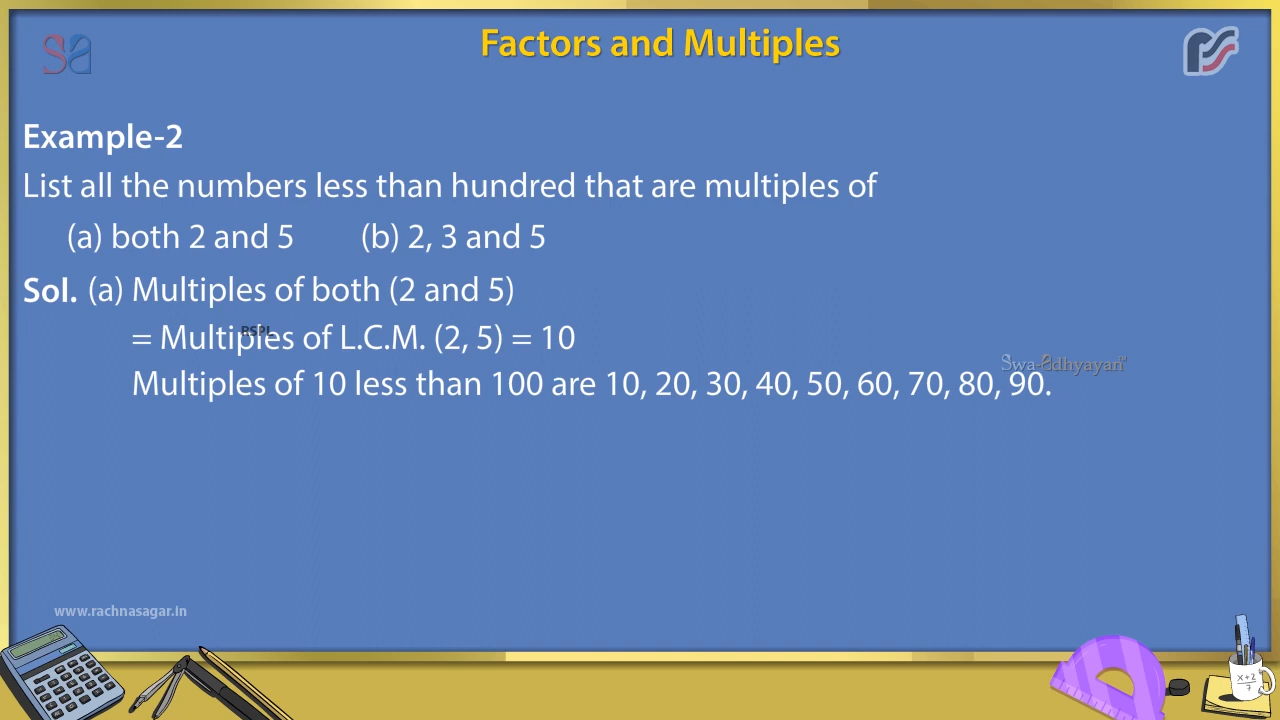 Factors and Multiples
Example-2
List all the numbers less than hundred that are multiples of
(a) both 2 and 5 (b) 2, 3 and 5
Sol. (a) Multiples of both (2 and 5)
= Multiples of L.C.M. (2, 5) = 10
RSPL
Swa-adhyayan
Multiples of 10 less than 100 are 10, 20, 30, 40, 50, 60, 70, 80, 90.
www.rachnasagar.in
x+2
7